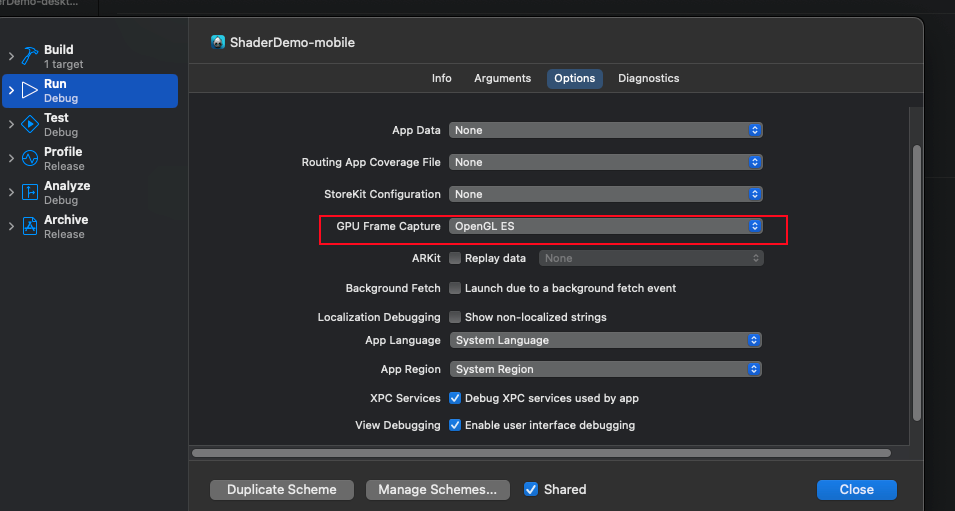 ShaderDemo-mobile
Build
1 target
Run
Debug
Test
Debug
Profile
Release
Analyze
Debug
Archive
Release
Info Arguments Options Diagnostics
App Data None
Routing App Coverage File None
StoreKit Configuration None
GPU Frame Capture OpenGL ES
ARKit Replay data None
Background Fetch Launch due to a background fetch event
Localization Debugging Show non-localized strings
App Language System Language
App Region System Region
XPC Services Debug XPC services used by app
View Debugging Enable user interface debugging
Duplicate Scheme Manage Schemes... Shared Close